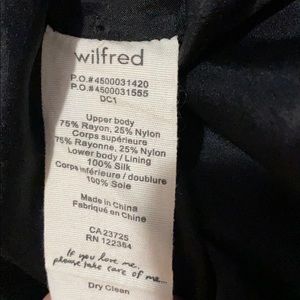 wilfred
P.O.#4500031420
P.O.#4500031555
DC1
Upper body
75% Rayon, 25% Nylon
Corps supérieure
75% Rayonne, 25% Nylon
Lower body / Lining
100% Silk
Corps inférieure / doublure
100% Soie
Made in China
Fabriqué en Chine
CA 23725
RN 122364
If you love me,
please take care of me...
Dry Clean